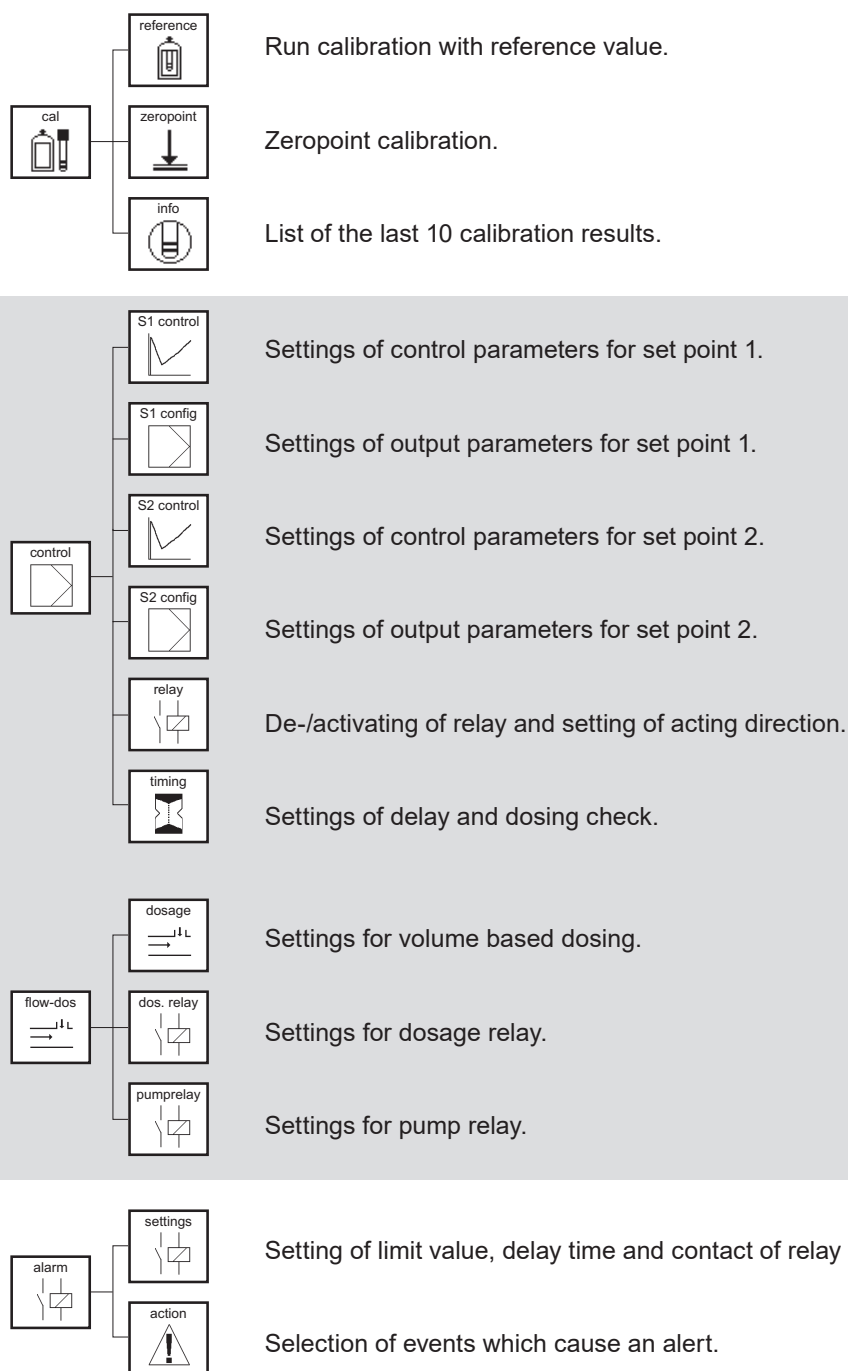 reference
Run calibration with reference value.
cal
zeropoint
Zeropoint calibration.
info
List of the last 10 calibration results.
S1 control
Settings of control parameters for set point 1.
S1 config
Settings of output parameters for set point 1.
S2 control
Settings of control parameters for set point 2.
control
S2 config
Settings of output parameters for set point 2.
relay
De-/activating of relay and setting of acting direction.
timing
Settings of delay and dosing check.
dosage
Settings for volume based dosing.
flow-dos
dos. relay
Settings for dosage relay.
pumprelay
Settings for pump relay.
settings
Setting of limit value, delay time and contact of relay
alarm
action
Selection of events which cause an alert.